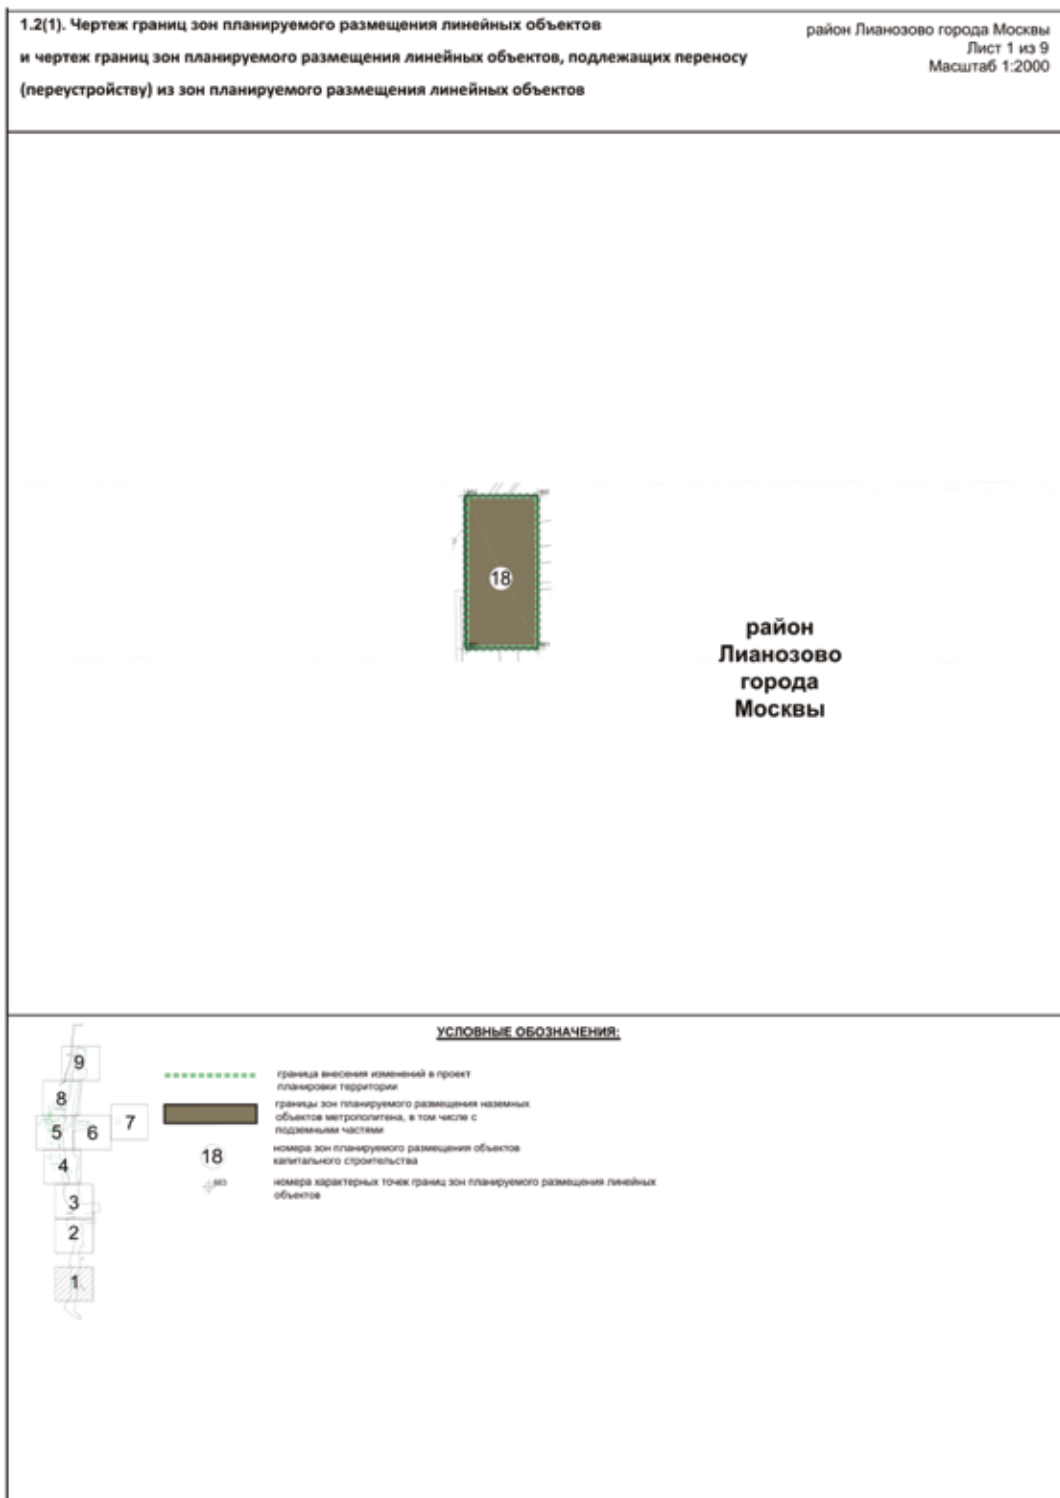 1.2(1). Чертеж границ зон планируемого размещения линейных объектов
и чертеж границ зон планируемого размещения линейных объектов, подлежащих переносу
(переустройству) из зон планируемого размещения линейных объектов
район Лианозово города Москвы
Лист 1 из 9
Масштаб 1:2000
18
район
Лианозово
города
Москвы
УСЛОВНЫЕ ОБОЗНАЧЕНИЯ:
9
8
7
5
6
4
3
2
1
граница внесения изменений в проект
планировки территории
границы зон планируемого размещения наземных
объектов метрополитена, в том числе с
подземными частями
18
номера зон планируемого размещения объектов
капитального строительства
номера характерных точек границ зон планируемого размещения линейных
объектов